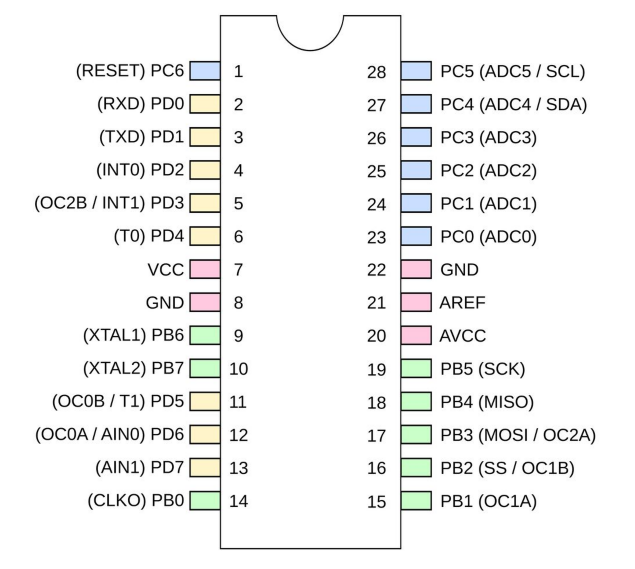 (RESET) PC6 1 28 PC5 (ADC5 / SCL)
(RXD) PD0 2 27 PC4 (ADC4 / SDA)
(TXD) PD1 3 26 PC3 (ADC3)
(INT0) PD2 4 25 PC2 (ADC2)
(OC2B / INT1) PD3 5 24 PC1 (ADC1)
(T0) PD4 6 23 PC0 (ADC0)
VCC 7 22 GND
GND 8 21 AREF
(XTAL1) PB6 9 20 AVCC
(XTAL2) PB7 10 19 PB5 (SCK)
(OC0B / T1) PD5 11 18 PB4 (MISO)
(OC0A / AIN0) PD6 12 17 PB3 (MOSI / OC2A)
(AIN1) PD7 13 16 PB2 (SS / OC1B)
(CLKO) PB0 14 15 PB1 (OC1A)